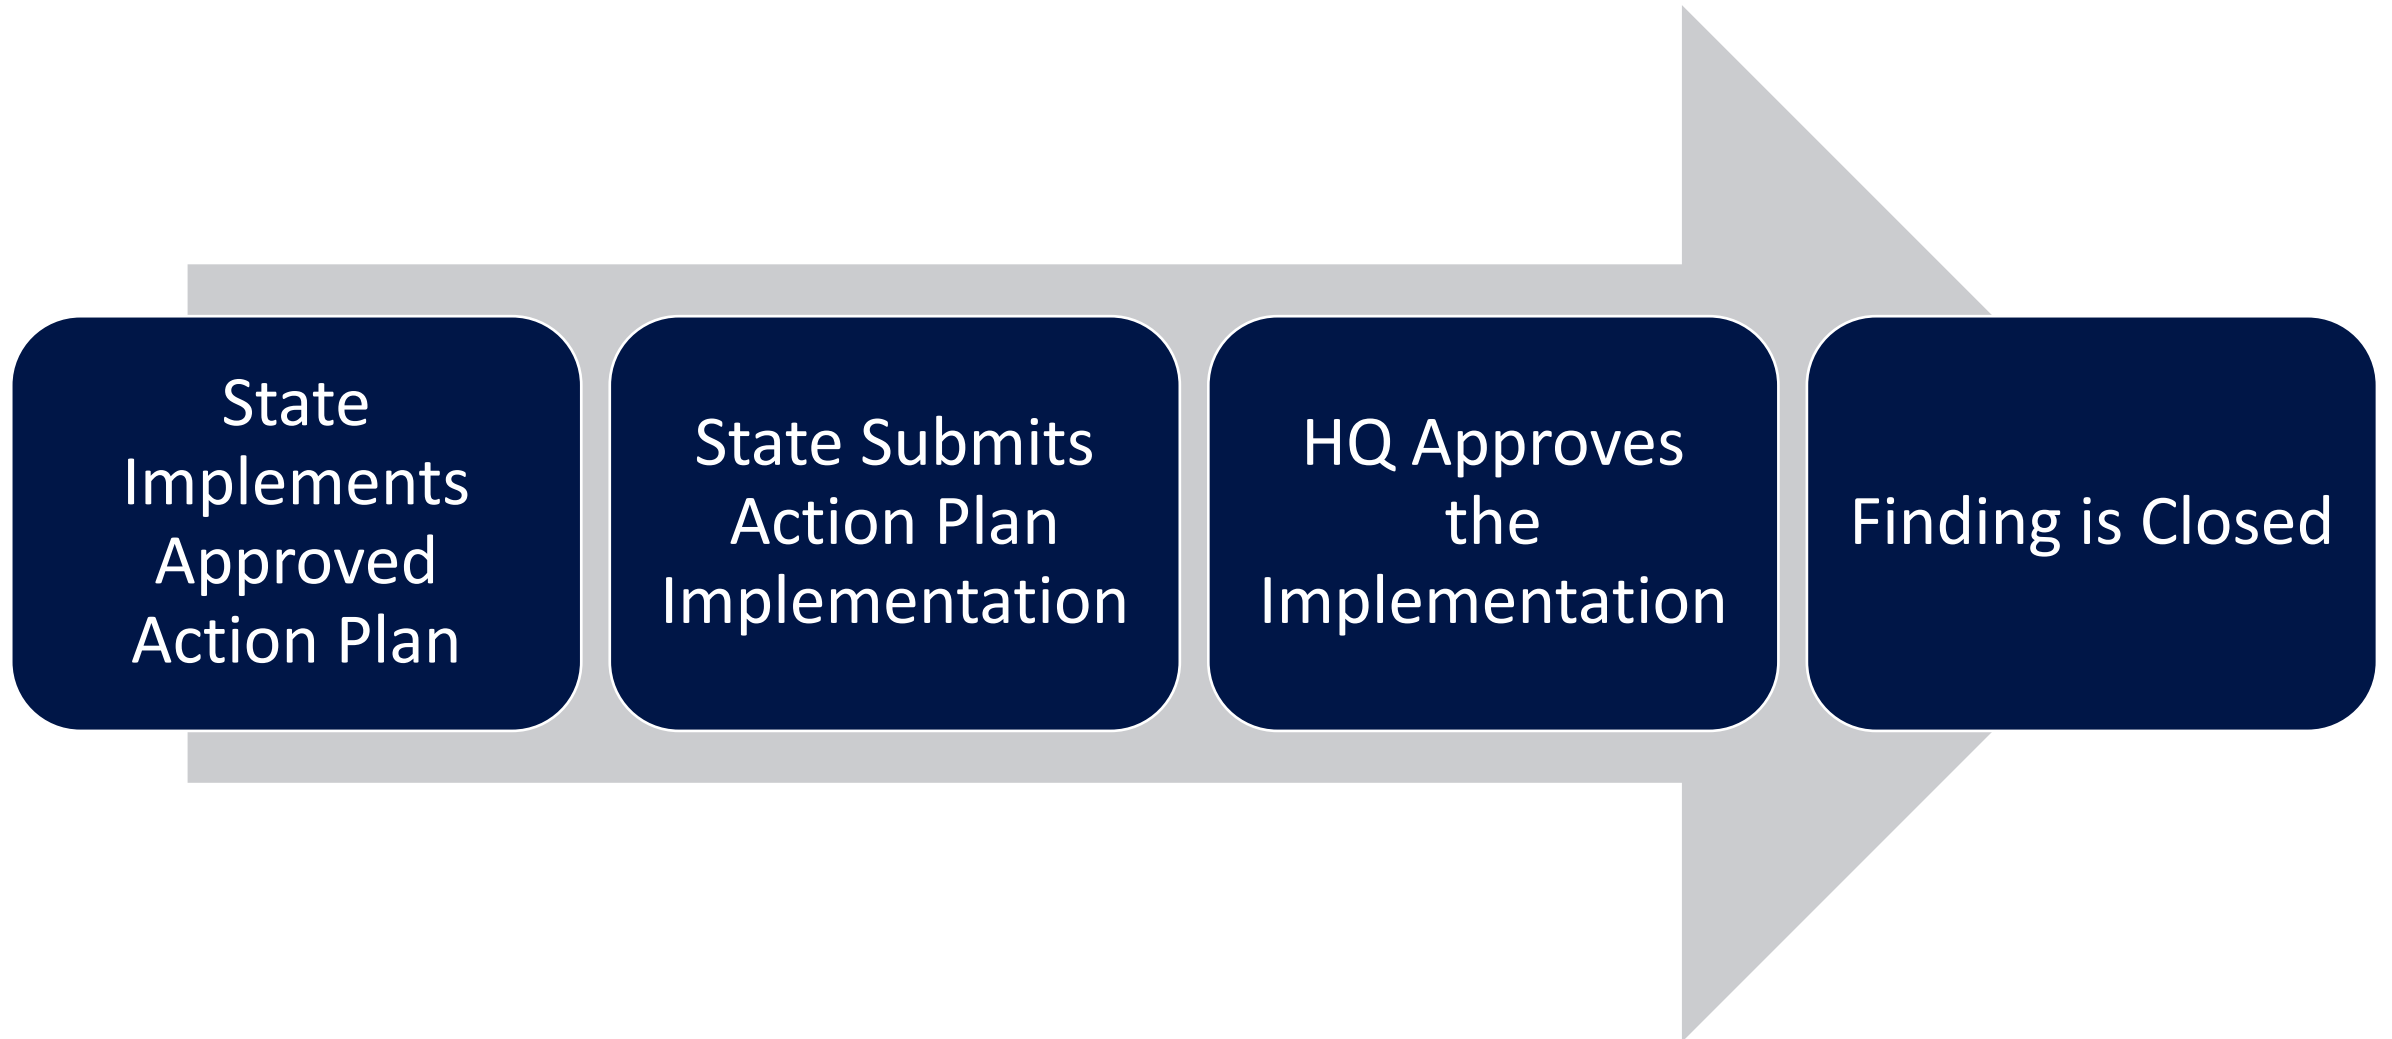 State
Implements
Approved
Action Plan
State Submits
Action Plan
Implementation
HQ Approves
the
Implementation
Finding is Closed